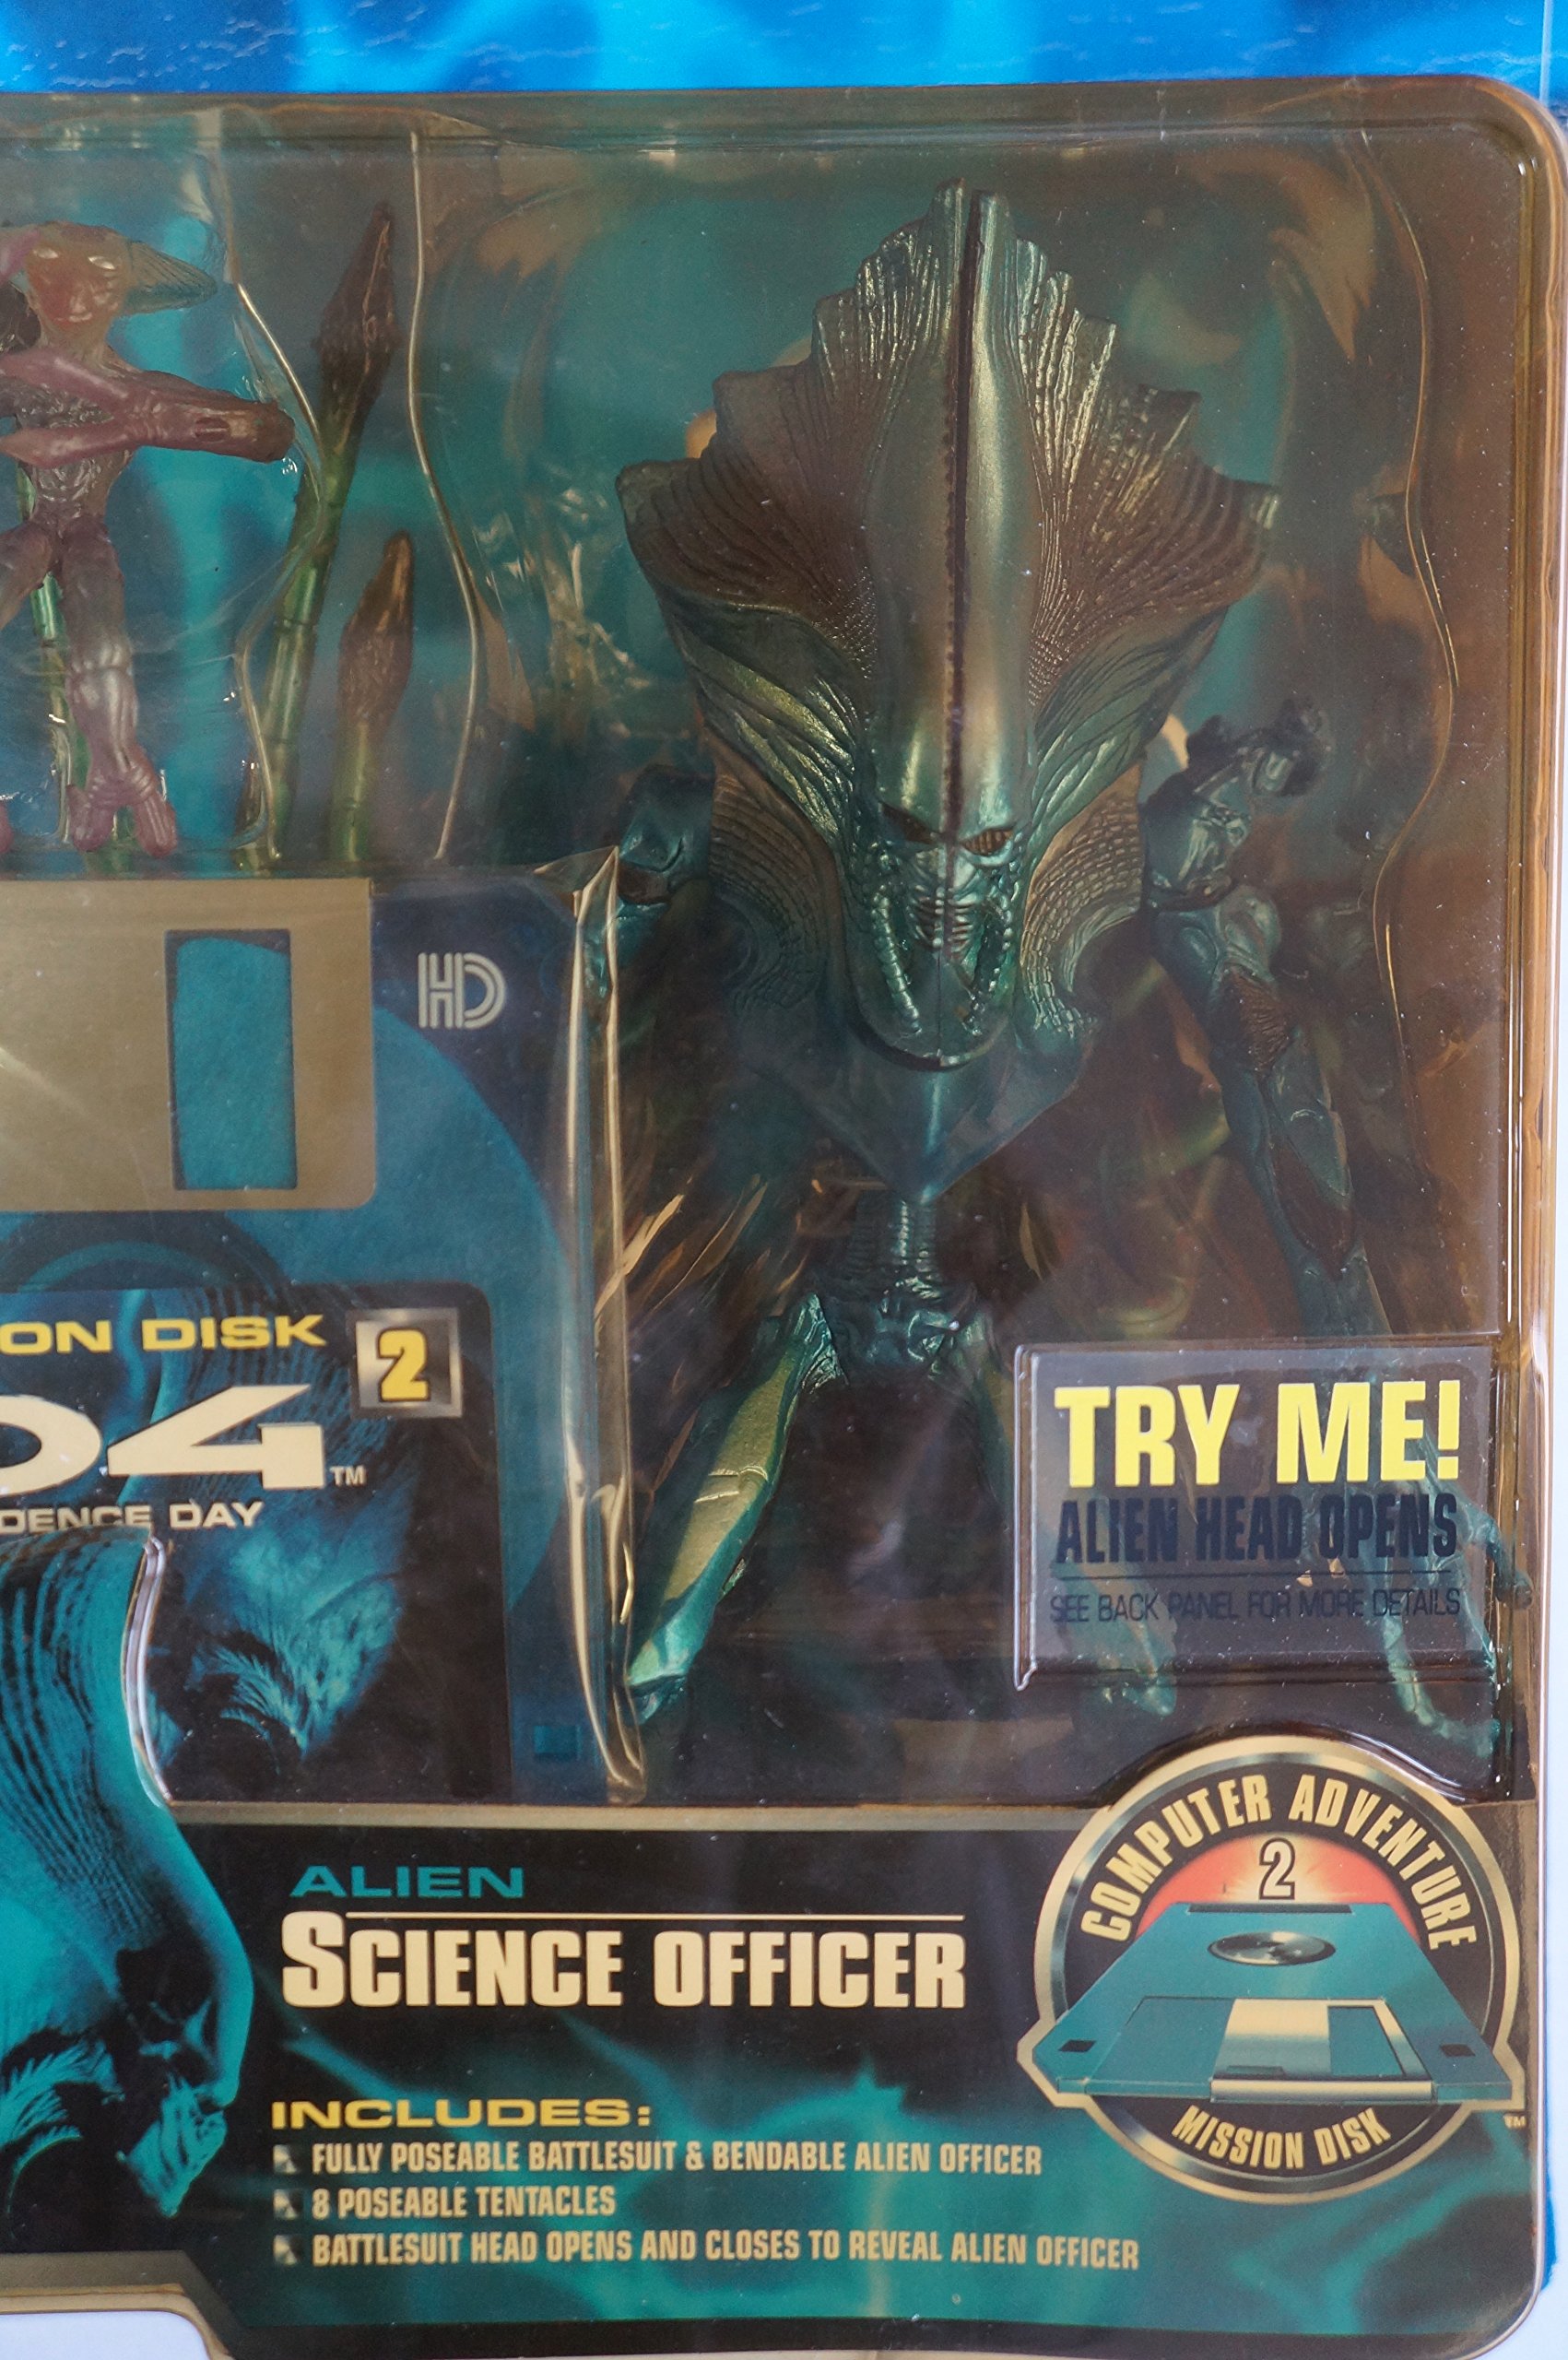 HD
ON DISK
2
D4™
DENCE DAY
TRY ME!
ALIEN HEAD OPENS
SEE BACK PANEL FOR MORE DETAILS
COMPUTER ADVENTURE
2
MISSION DISK
TM
ALIEN
SCIENCE OFFICER
INCLUDES:
FULLY POSEABLE BATTLESUIT & BENDABLE ALIEN OFFICER
8 POSEABLE TENTACLES
BATTLESUIT HEAD OPENS AND CLOSES TO REVEAL ALIEN OFFICER